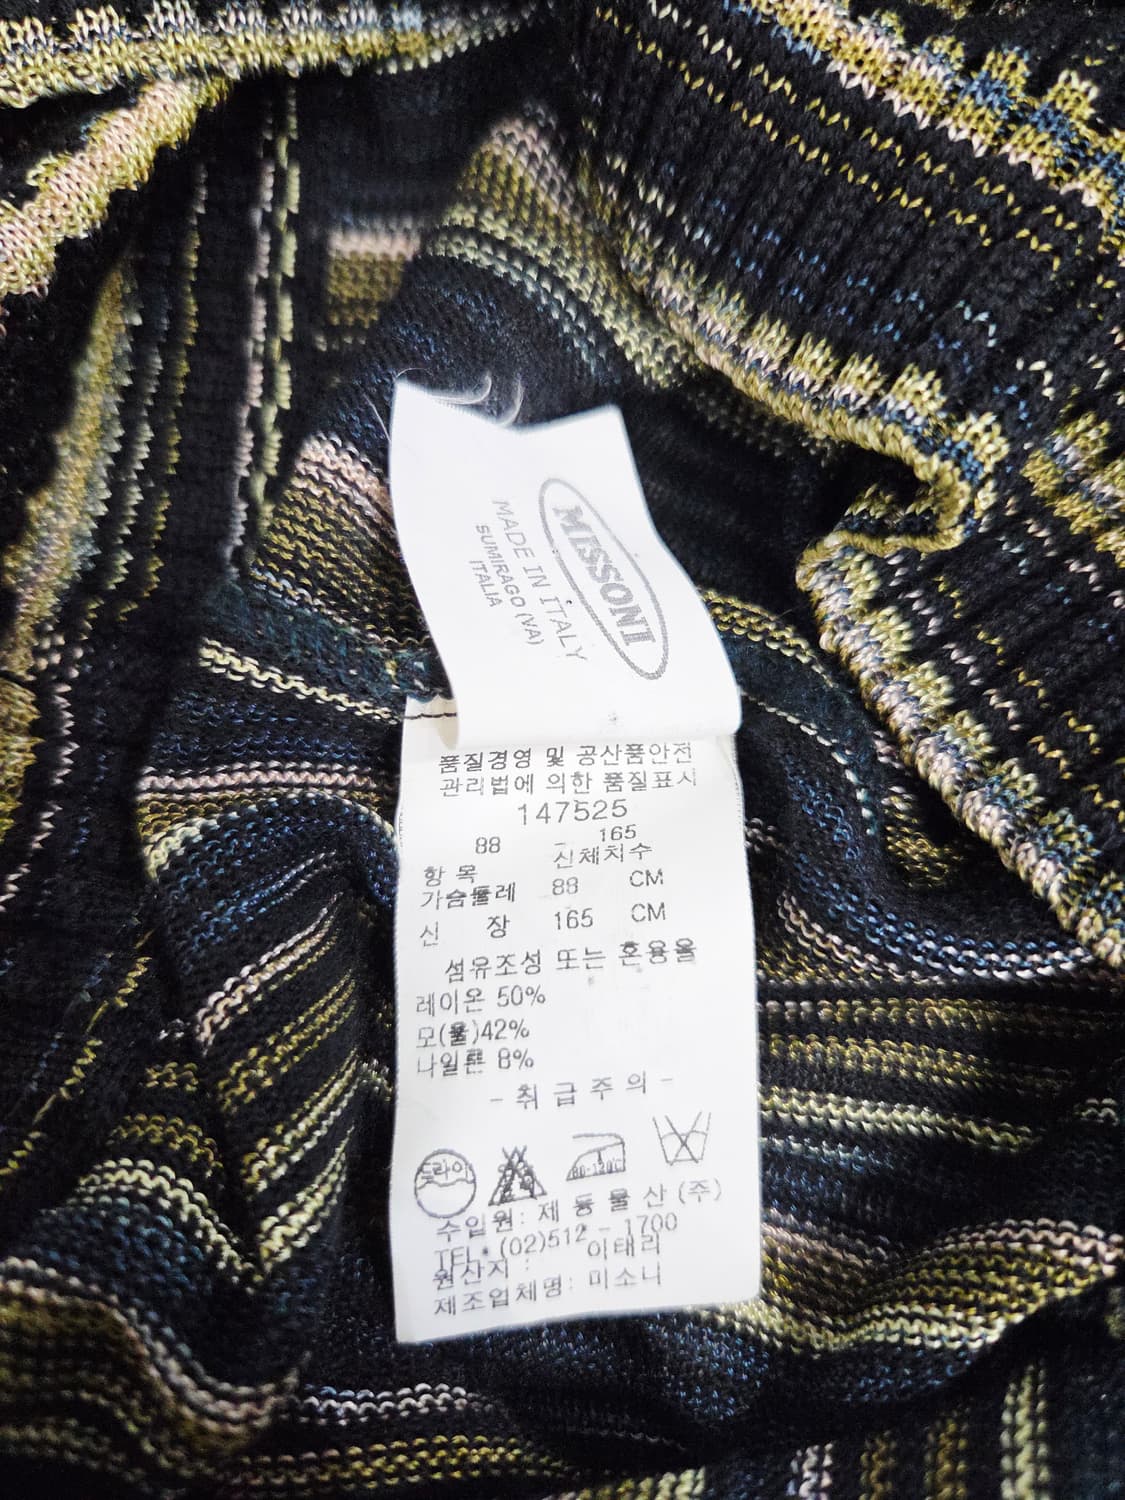 MISSONI
MADE IN ITALY
SUMIRAGO (VA)
ITALIA
품질경영 및 공산품안전
관리법에 의한 품질표시
147525
88 - 165
항 목 신체치수
가슴둘레 88 CM
신 장 165 CM
섬유조성 또는 혼용율
레이온 50%
모(울)42%
나일론 8%
- 취 급 주 의 -
드라이
80-120℃
수입원: 제 동 물 산 (주)
TEL : (02)512 - 1700
원산지 : 이태리
제조업체명: 미소니